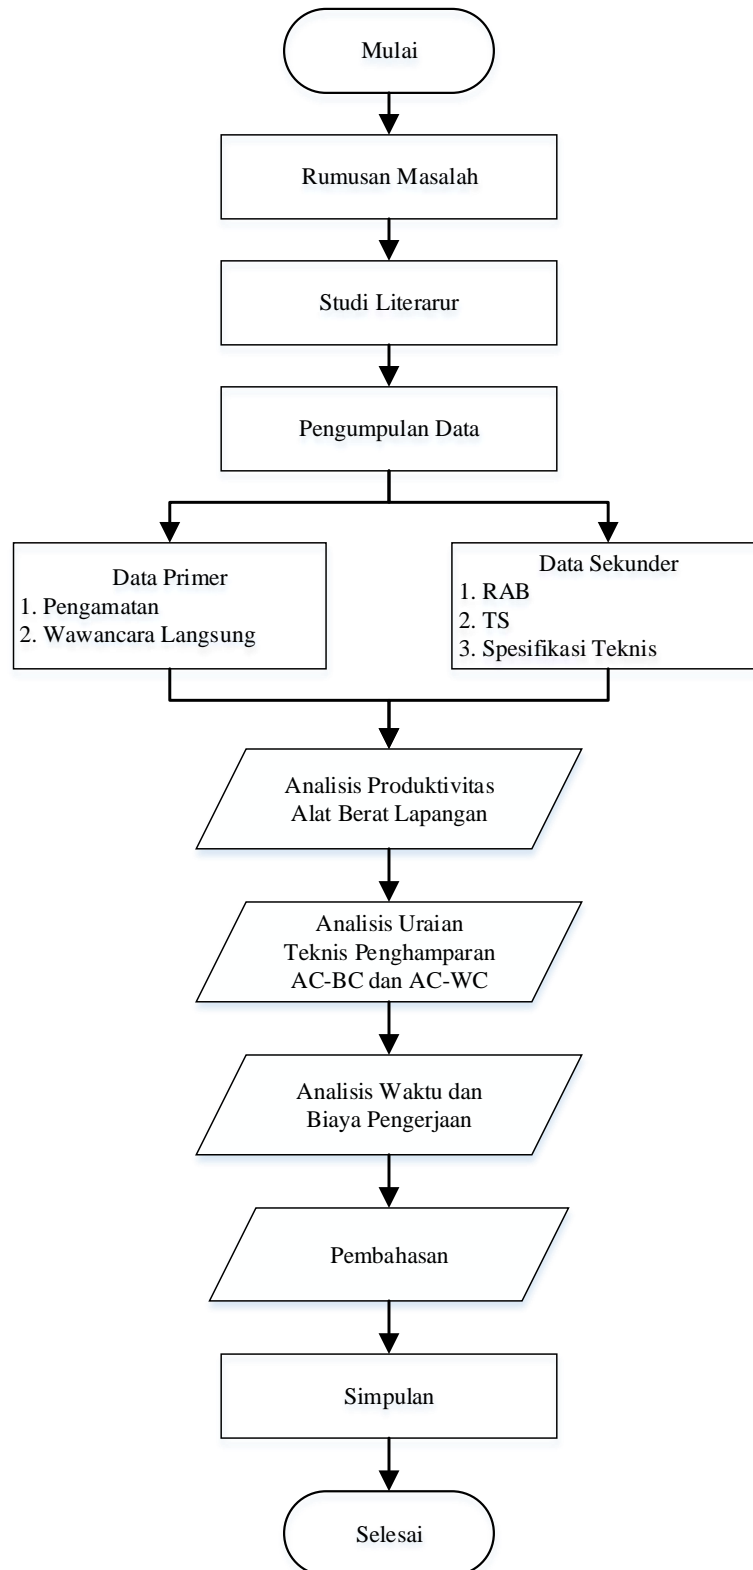 Mulai
Rumusan Masalah
Studi Literarur
Pengumpulan Data
Data Primer
1. Pengamatan
2. Wawancara Langsung
Data Sekunder
1. RAB
2. TS
3. Spesifikasi Teknis
Analisis Produktivitas
Alat Berat Lapangan
Analisis Uraian
Teknis Penghamparan
AC-BC dan AC-WC
Analisis Waktu dan
Biaya Pengerjaan
Pembahasan
Simpulan
Selesai